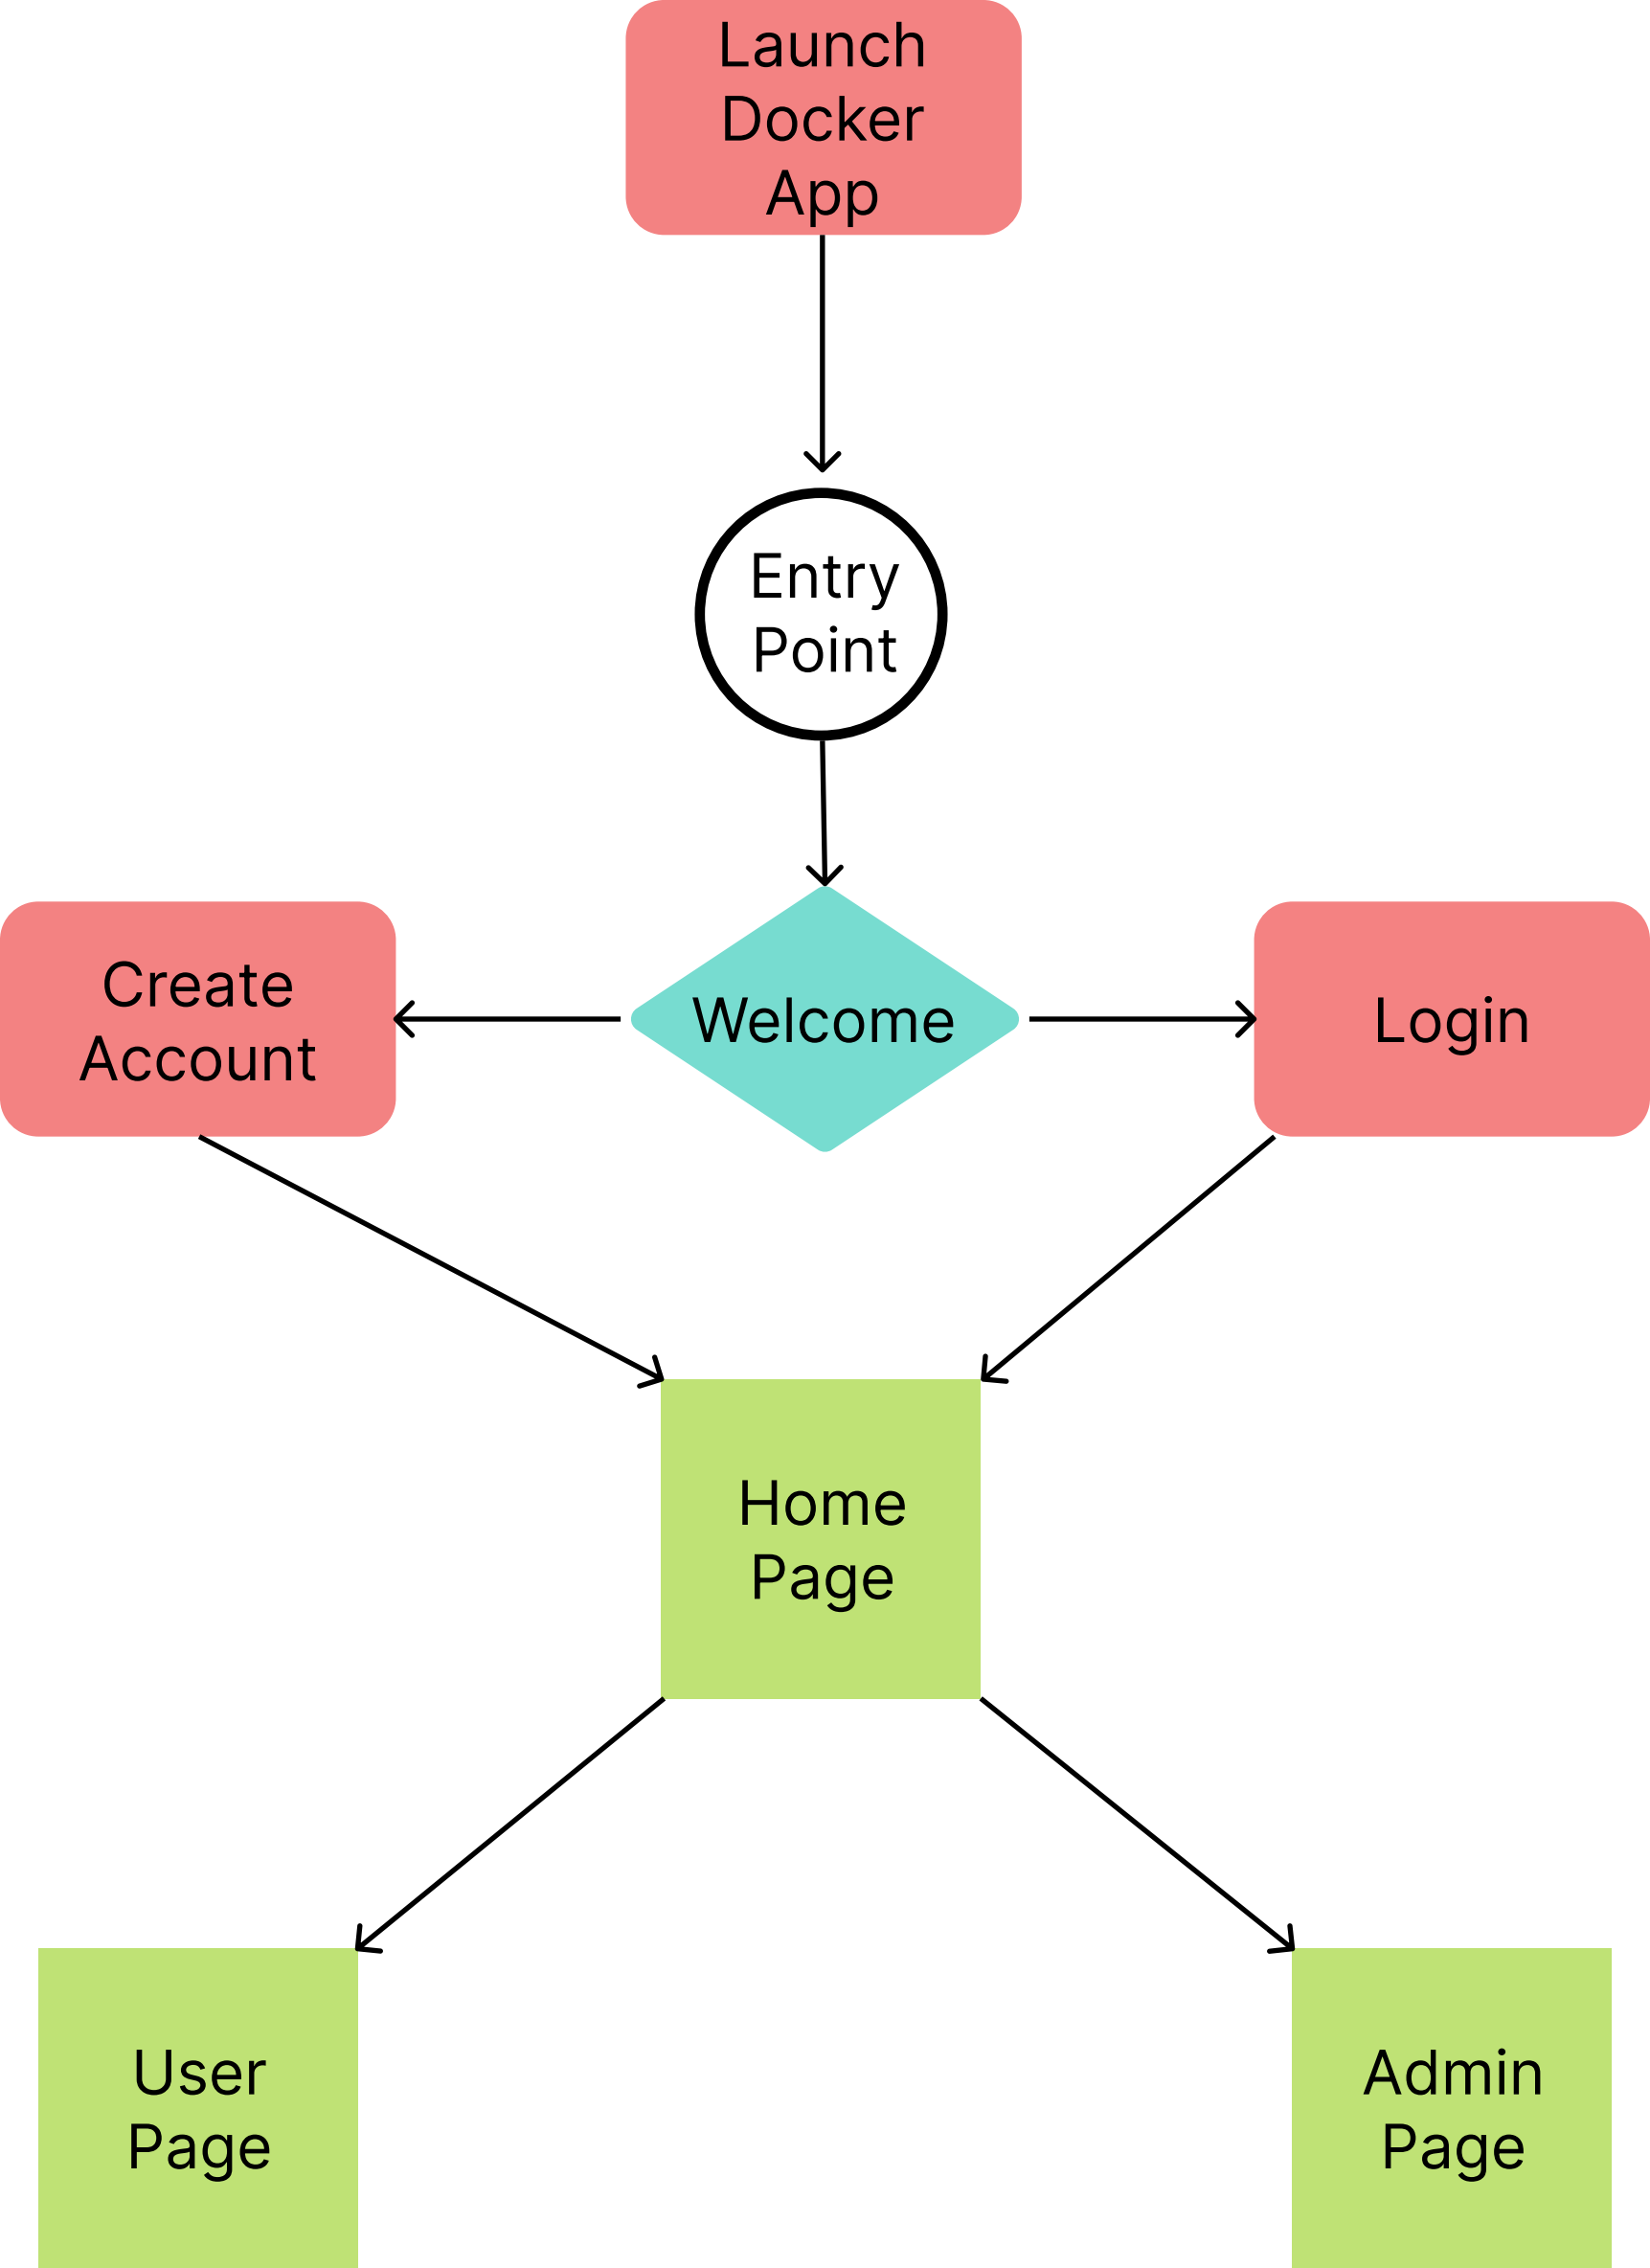 Launch
Docker
App
Entry
Point
Create
Account
Welcome
Login
Home
Page
User
Page
Admin
Page